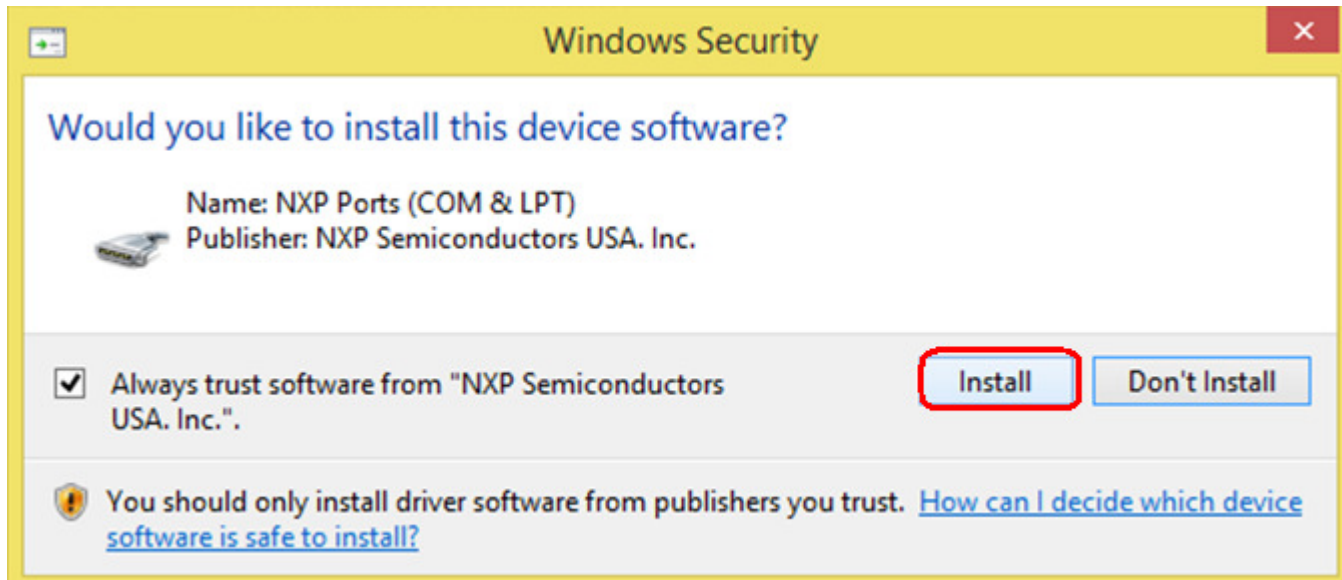 Windows Security
Would you like to install this device software?
Name: NXP Ports (COM & LPT)
Publisher: NXP Semiconductors USA. Inc.
Always trust software from "NXP Semiconductors
USA. Inc.".
Install
Don't Install
You should only install driver software from publishers you trust. How can I decide which device
software is safe to install?